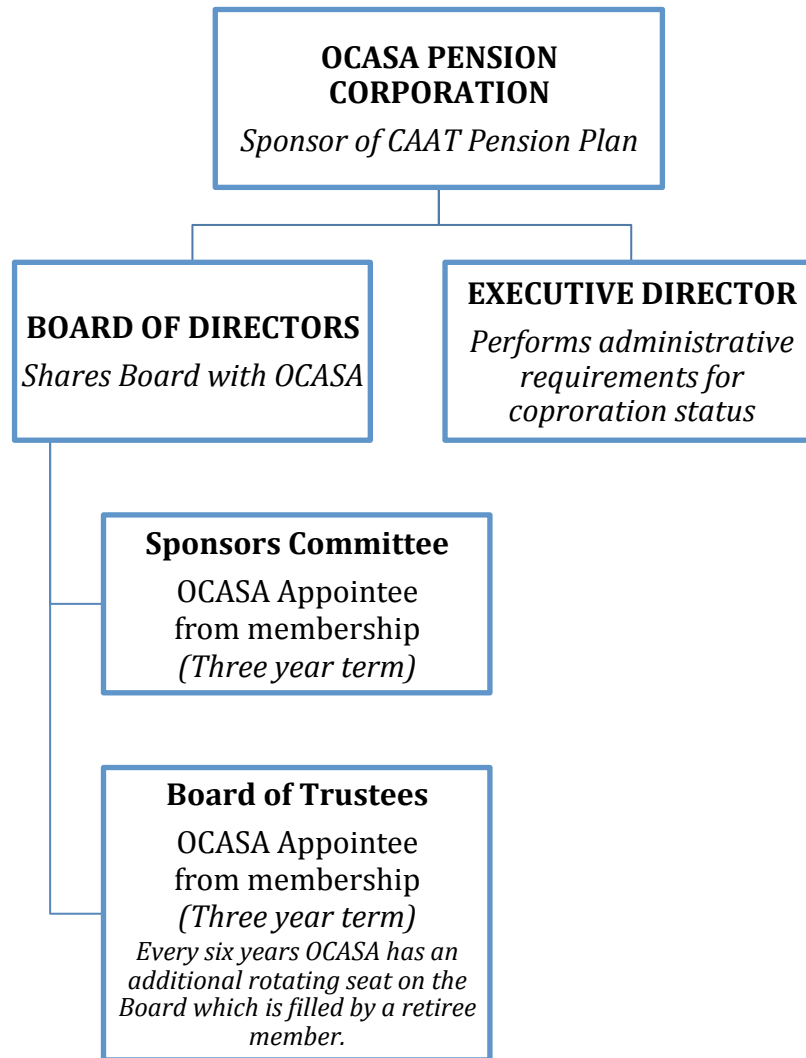 OCASA PENSION
CORPORATION
Sponsor of CAAT Pension Plan
BOARD OF DIRECTORS
Shares Board with OCASA
EXECUTIVE DIRECTOR
Performs administrative
requirements for
coproration status
Sponsors Committee
OCASA Appointee
from membership
(Three year term)
Board of Trustees
OCASA Appointee
from membership
(Three year term)
Every six years OCASA has an
additional rotating seat on the
Board which is filled by a retiree
member.